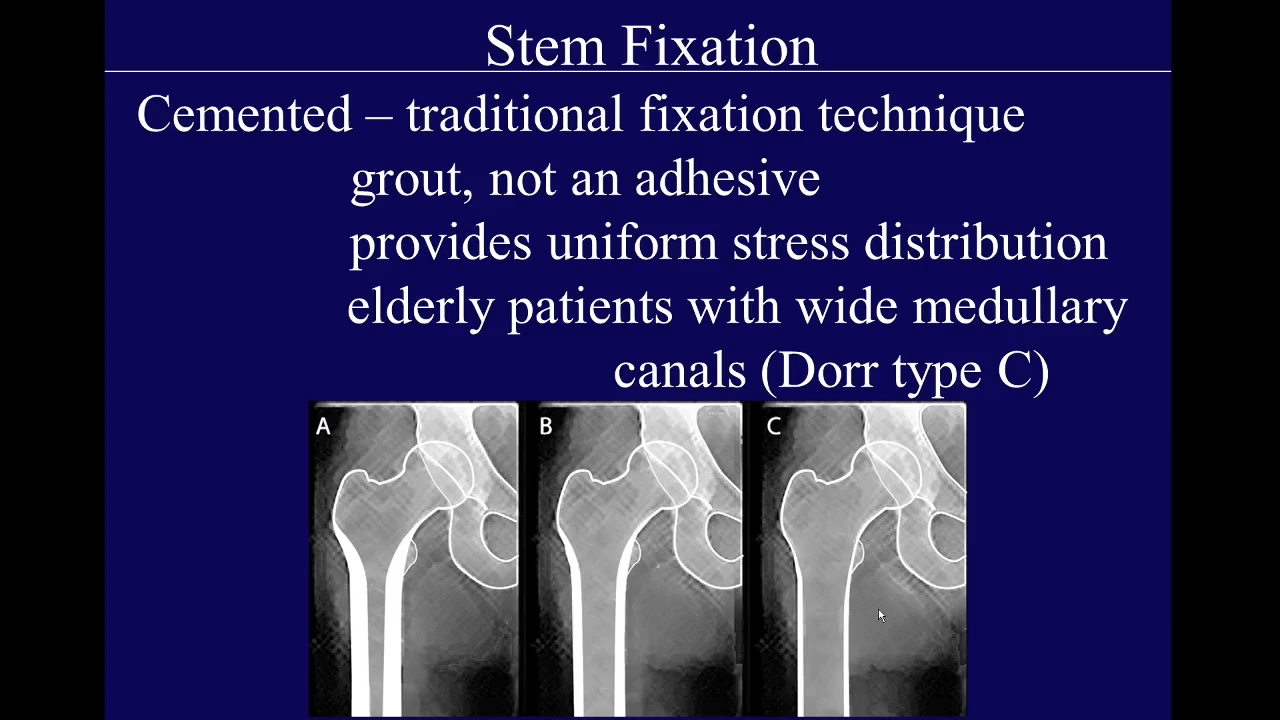 Stem Fixation
Cemented – traditional fixation technique
grout, not an adhesive
provides uniform stress distribution
elderly patients with wide medullary
canals (Dorr type C)
A B C